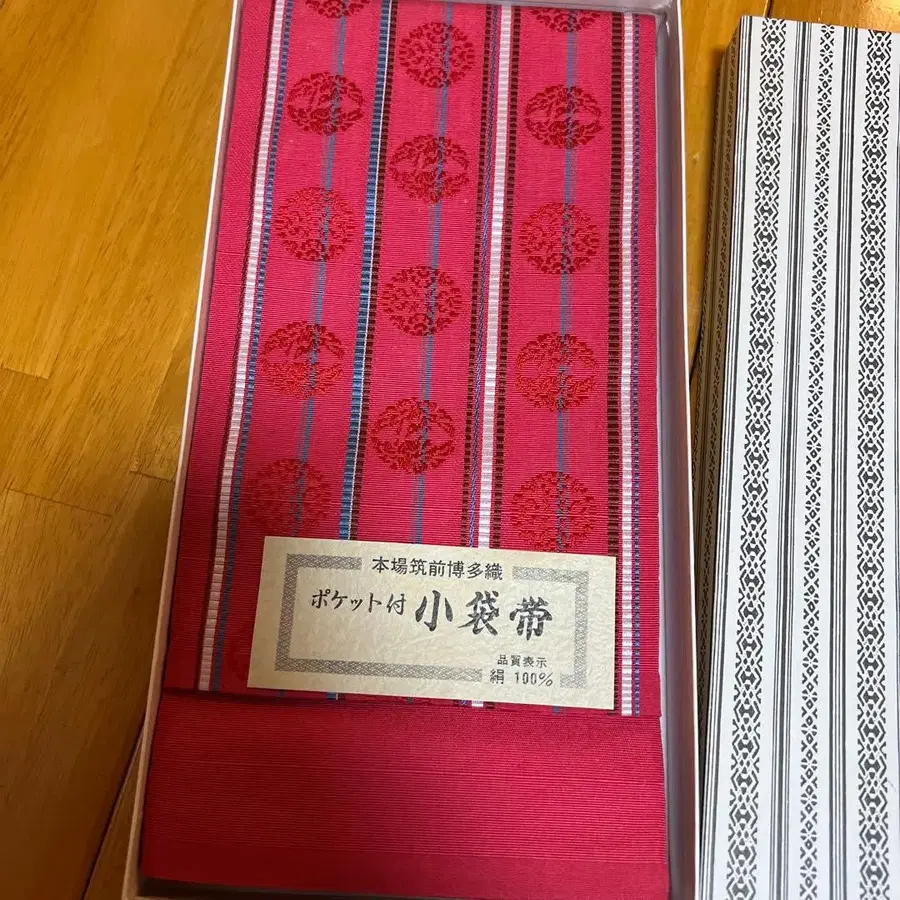 本場筑前博多織
ポケット付 小袋帯
品質表示
絹 100%